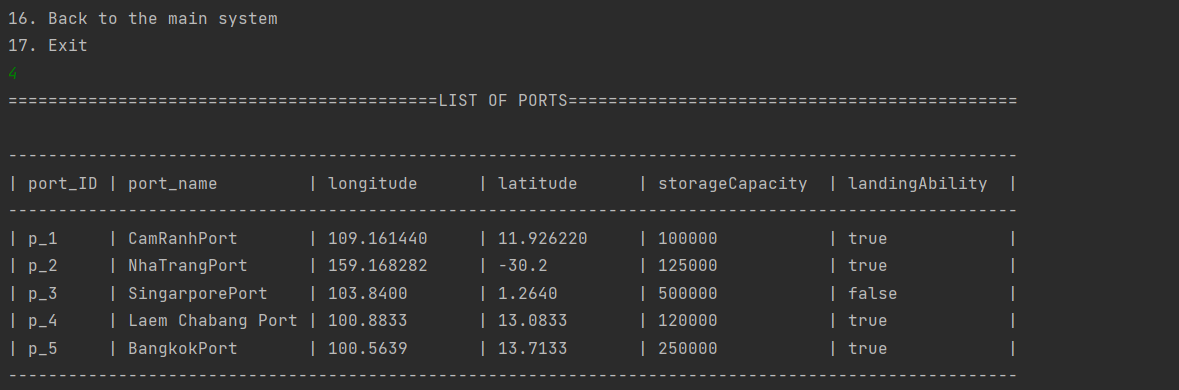 16. Back to the main system
17. Exit
4
===========================================LIST OF PORTS=============================================
-----------------------------------------------------------------------------------------------------
| port_ID | port_name         | longitude      | latitude      | storageCapacity  | landingAbility  |
-----------------------------------------------------------------------------------------------------
| p_1     | CamRanhPort       | 109.161440     | 11.926220     | 100000           | true            |
| p_2     | NhaTrangPort      | 159.168282     | -30.2         | 125000           | true            |
| p_3     | SingarporePort    | 103.8400       | 1.2640        | 500000           | false           |
| p_4     | Laem Chabang Port | 100.8833       | 13.0833       | 120000           | true            |
| p_5     | BangkokPort       | 100.5639       | 13.7133       | 250000           | true            |
-----------------------------------------------------------------------------------------------------